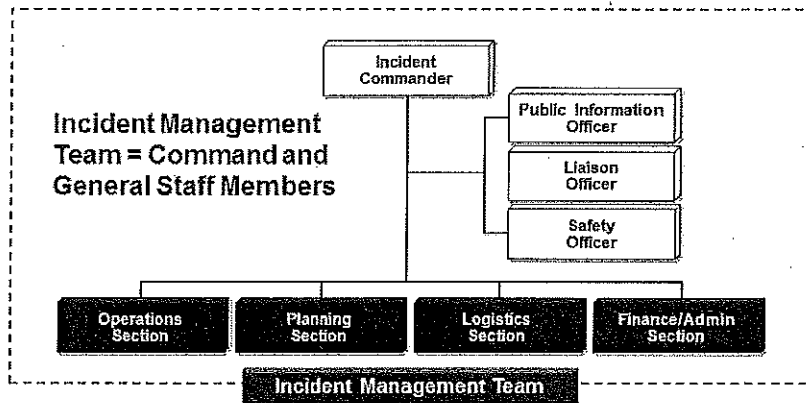 Incident
Commander
Public Information
Officer
Incident Management
Team = Command and
General Staff Members
Liaison
Officer
Safety
Officer
Operations
Section
Planning
Section
Logistics
Section
Finance/Admin
Section
Incident Management Team